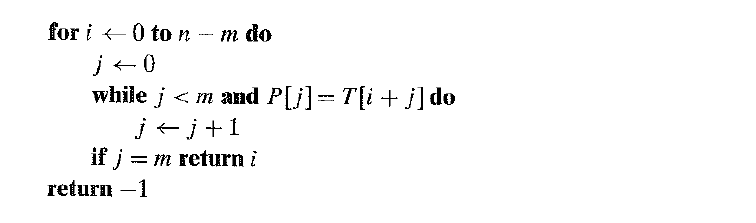 for i ← 0 to n − m do
j ← 0
while j < m and P[j] = T[i + j] do
j ← j + 1
if j = m return i
return −1